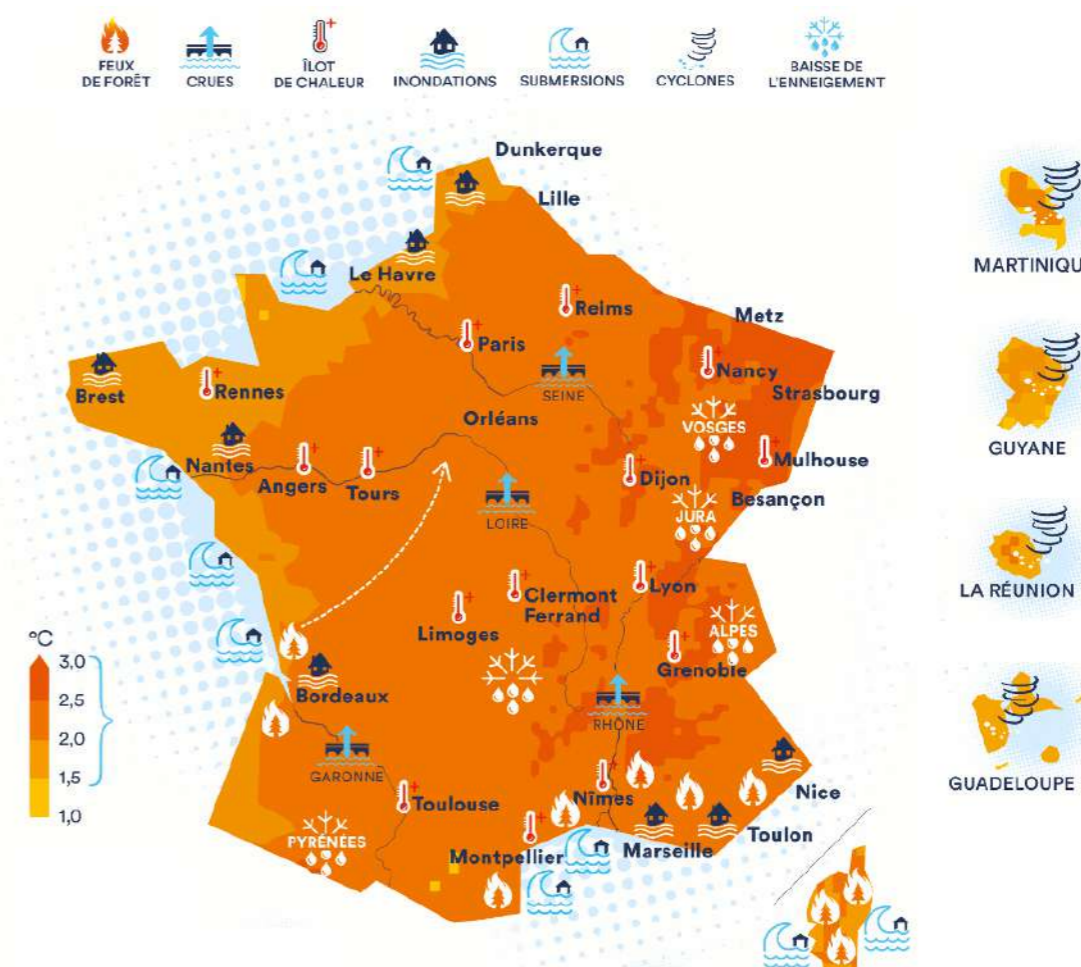 FEUX
DE FORÊT
CRUES
ÎLOT
DE CHALEUR
INONDATIONS
SUBMERSIONS
CYCLONES
BAISSE DE
L'ENNEIGEMENT
Dunkerque
Lille
Le Havre
Reims
Metz
Paris
Nancy
Brest
Rennes
SEINE
Strasbourg
Orléans
VOSGES
Nantes
Angers
Tours
Dijon
Mulhouse
Besançon
LOIRE
JURA
Clermont
Ferrand
Lyon
Limoges
ALPES
Grenoble
Bordeaux
RHÔNE
GARONNE
Toulouse
Nîmes
Nice
PYRÉNÉES
Toulon
Montpellier
Marseille
°C
3,0
2,5
2,0
1,5
1,0
MARTINIQU
GUYANE
LA RÉUNION
GUADELOUPE